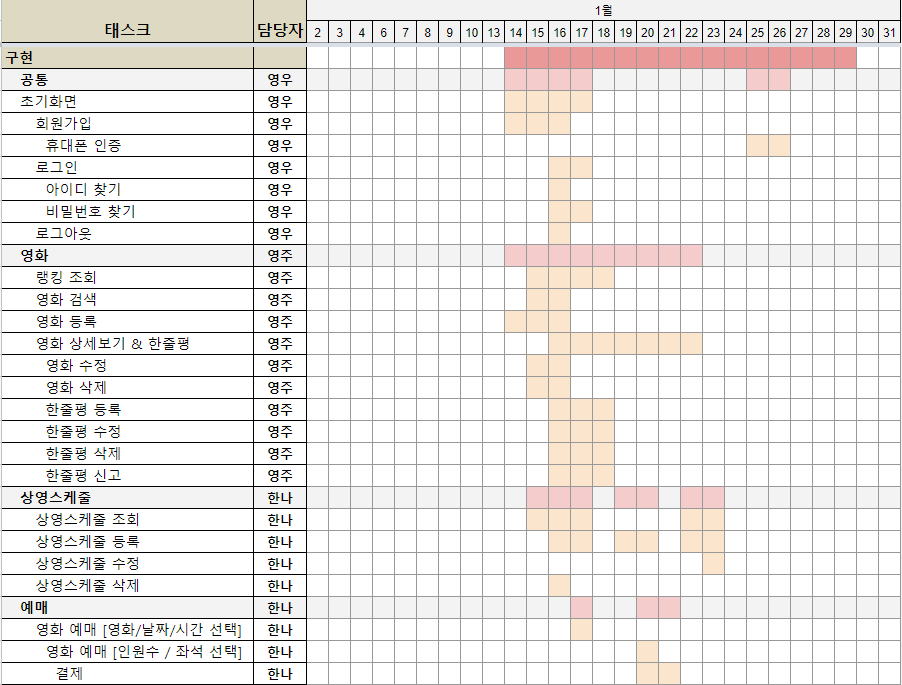 1월
태스크 담당자 2 3 4 6 7 8 9 10 13 14 15 16 17 18 19 20 21 22 23 24 25 26 27 28 29 30 31
구현
공통 영우
초기화면 영우
회원가입 영우
휴대폰 인증 영우
로그인 영우
아이디 찾기 영우
비밀번호 찾기 영우
로그아웃 영우
영화 영주
랭킹 조회 영주
영화 검색 영주
영화 등록 영주
영화 상세보기 & 한줄평 영주
영화 수정 영주
영화 삭제 영주
한줄평 등록 영주
한줄평 수정 영주
한줄평 삭제 영주
한줄평 신고 영주
상영스케줄 한나
상영스케줄 조회 한나
상영스케줄 등록 한나
상영스케줄 수정 한나
상영스케줄 삭제 한나
예매 한나
영화 예매 [영화/날짜/시간 선택] 한나
영화 예매 [인원수 / 좌석 선택] 한나
결제 한나